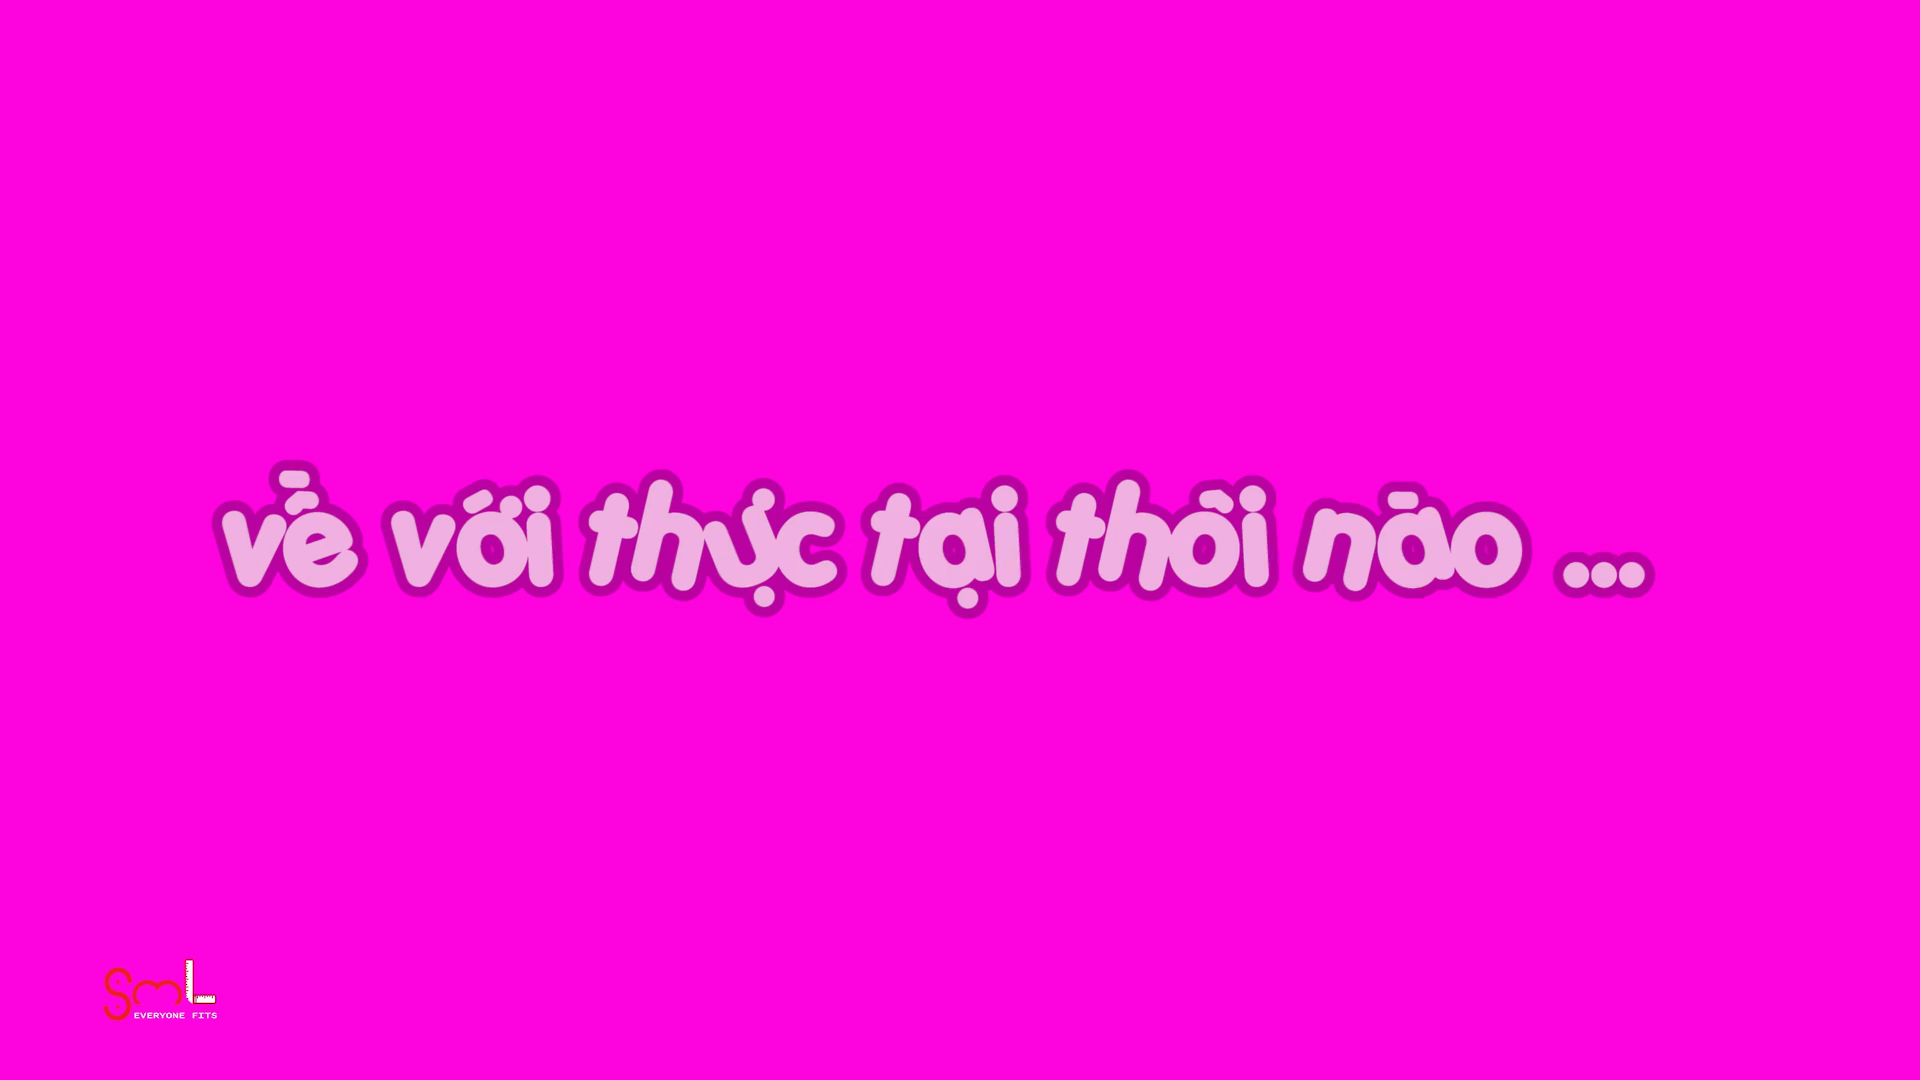 về với thực tại thôi nào ...
SmL
EVERYONE FITS